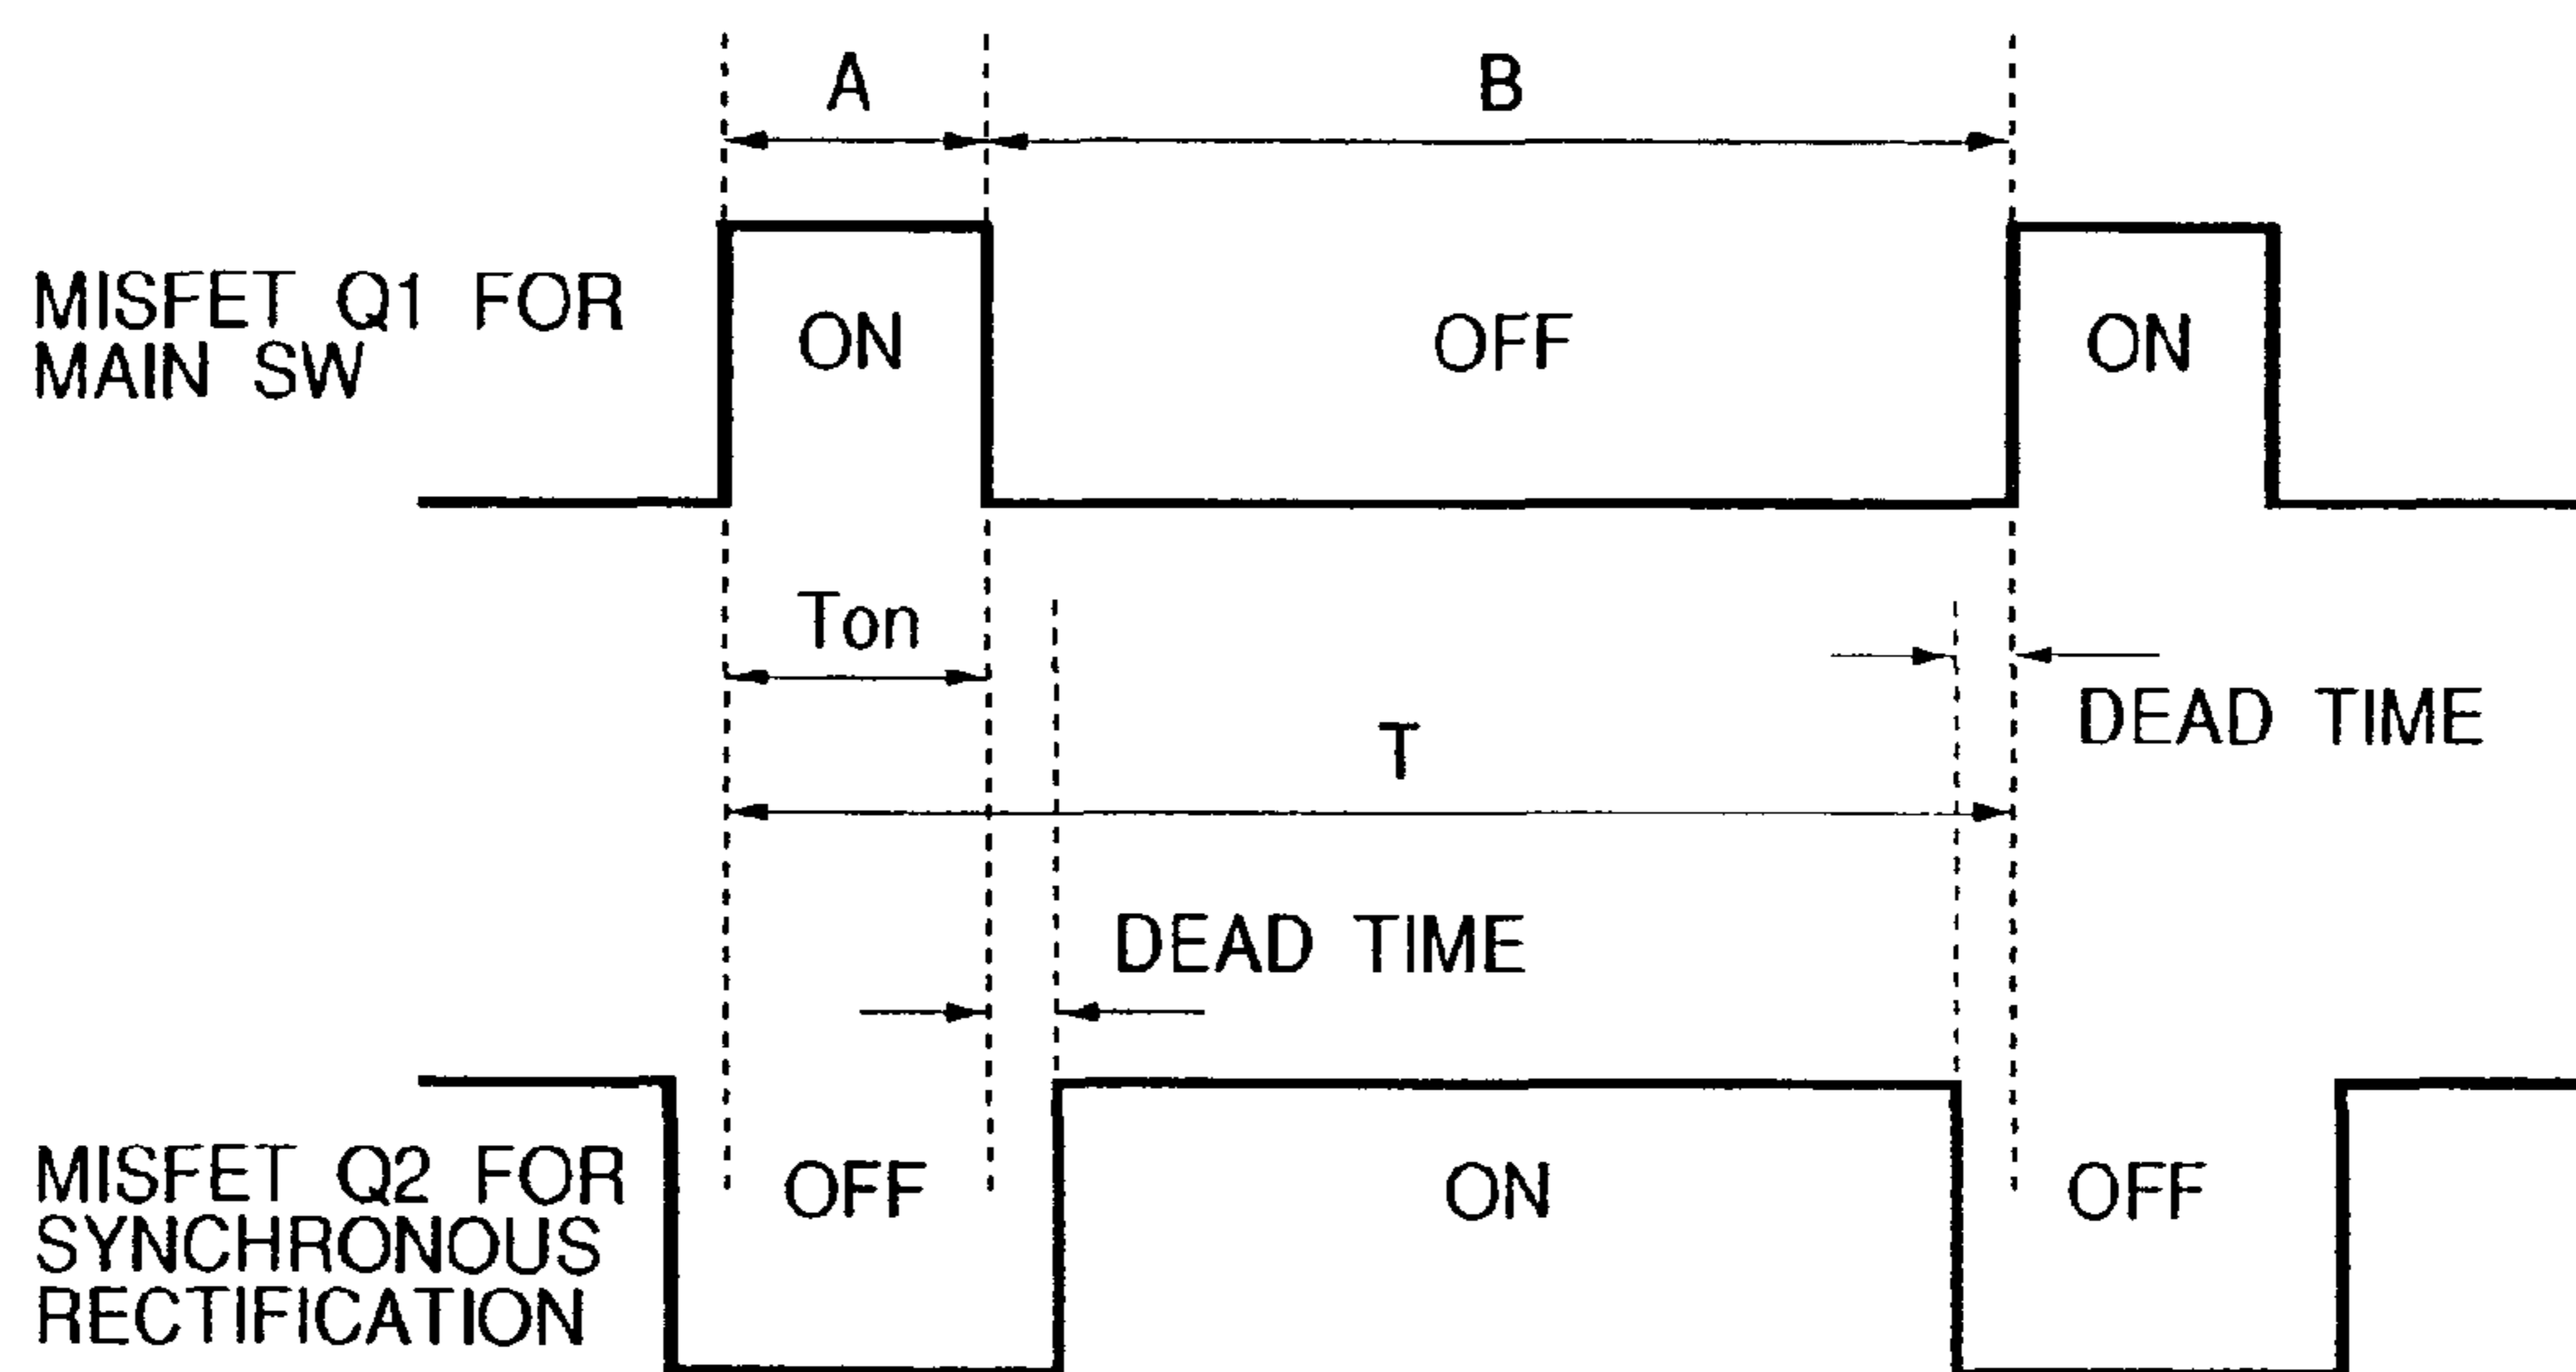 A
B
MISFET Q1 FOR
MAIN SW
ON
OFF
ON
Ton
DEAD TIME
T
DEAD TIME
MISFET Q2 FOR
SYNCHRONOUS
RECTIFICATION
OFF
ON
OFF